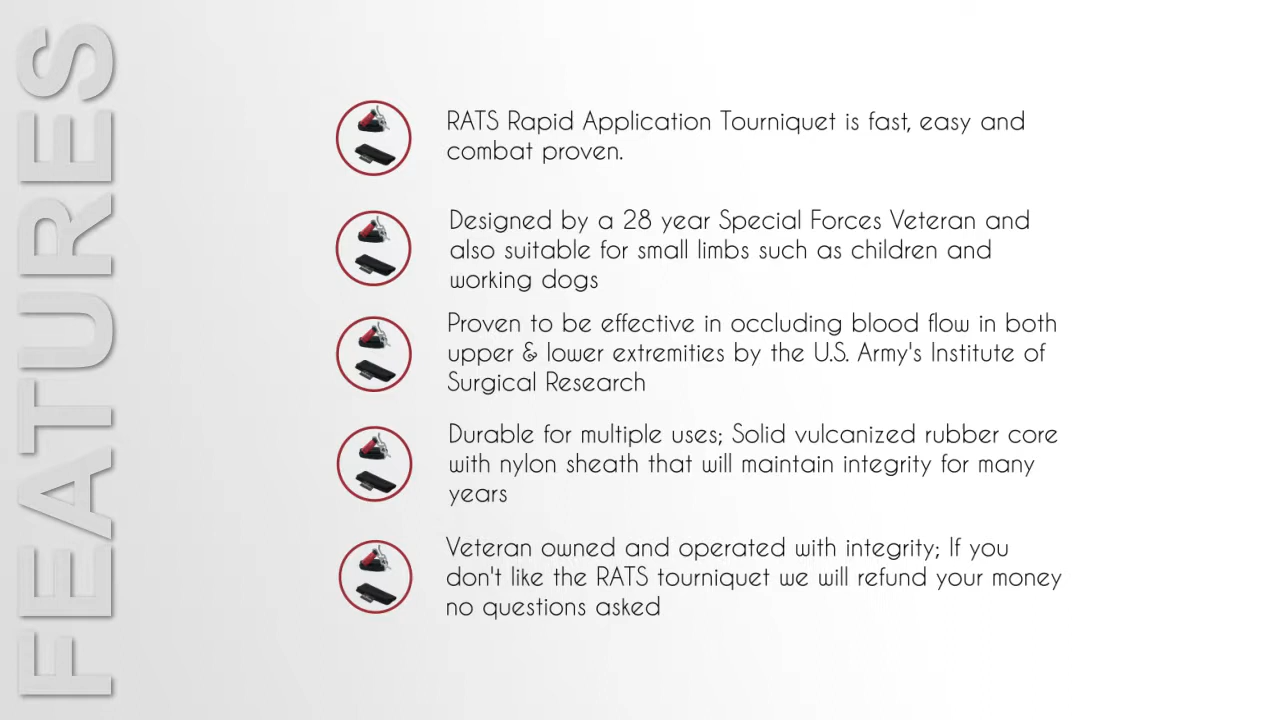 FEATURES
RATS Rapid Application Tourniquet is fast, easy and
combat proven.
Designed by a 28 year Special Forces Veteran and
also suitable for small limbs such as children and
working dogs
Proven to be effective in occluding blood flow in both
upper & lower extremities by the U.S. Army's Institute of
Surgical Research
Durable for multiple uses; Solid vulcanized rubber core
with nylon sheath that will maintain integrity for many
years
Veteran owned and operated with integrity; If you
don't like the RATS tourniquet we will refund your money
no questions asked